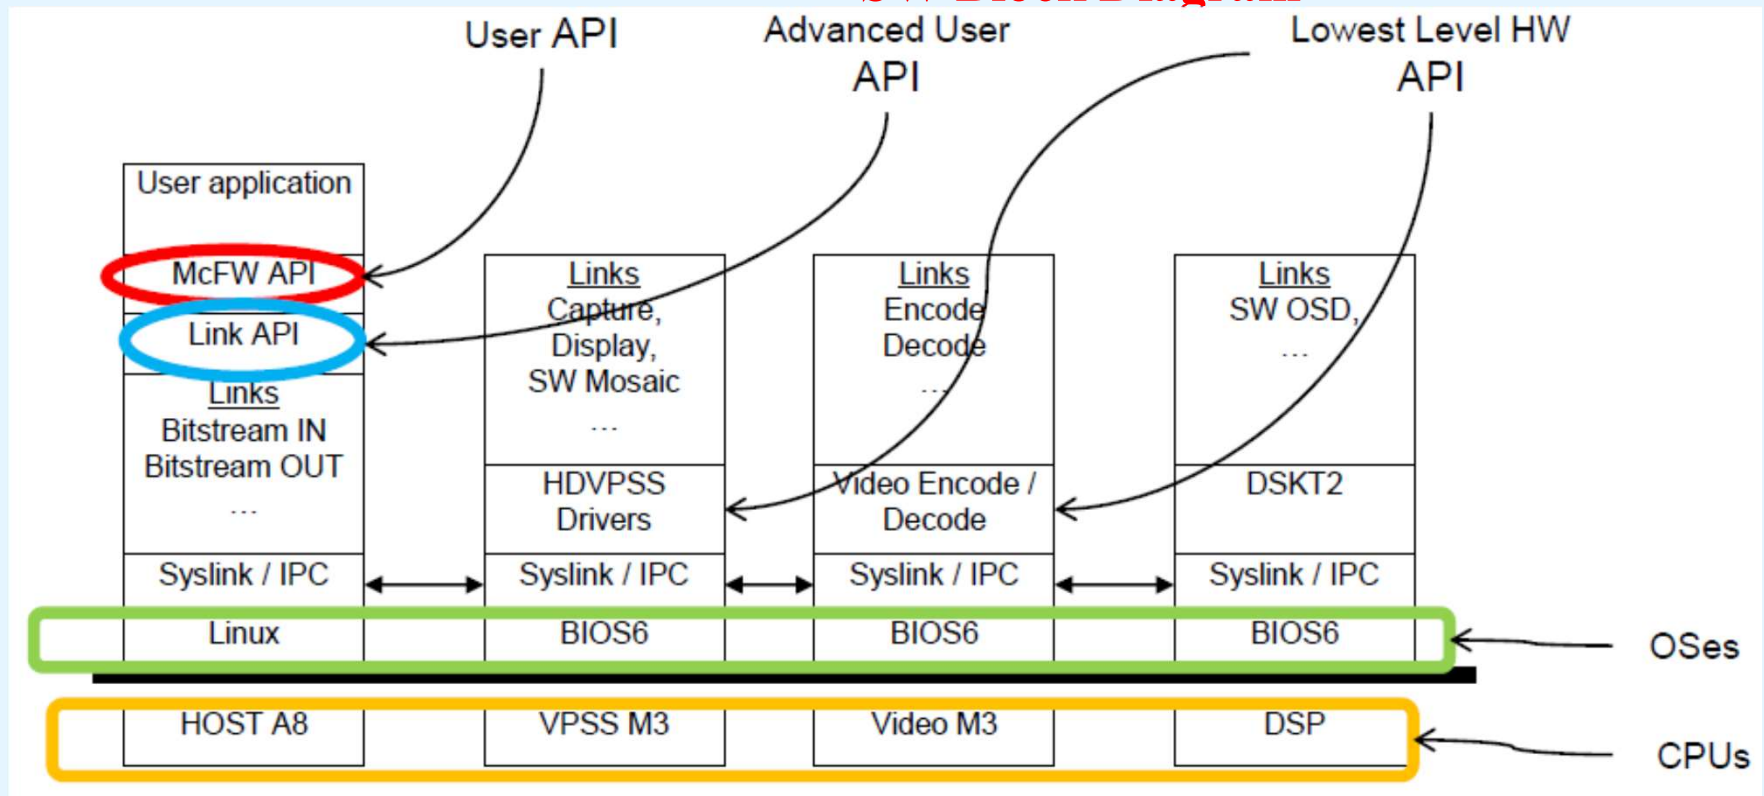 SW Block Diagram
User API
Advanced User
API
Lowest Level HW
API
User application
McFW API
Link API
Links
Bitstream IN
Bitstream OUT
...
Syslink / IPC
Linux
HOST A8
Links
Capture,
Display,
SW Mosaic
...
HDVPSS
Drivers
Syslink / IPC
BIOS6
VPSS M3
Links
Encode
Decode
...
Video Encode /
Decode
Syslink / IPC
BIOS6
Video M3
Links
SW OSD,
...
DSKT2
Syslink / IPC
BIOS6
DSP
OSes
CPUs